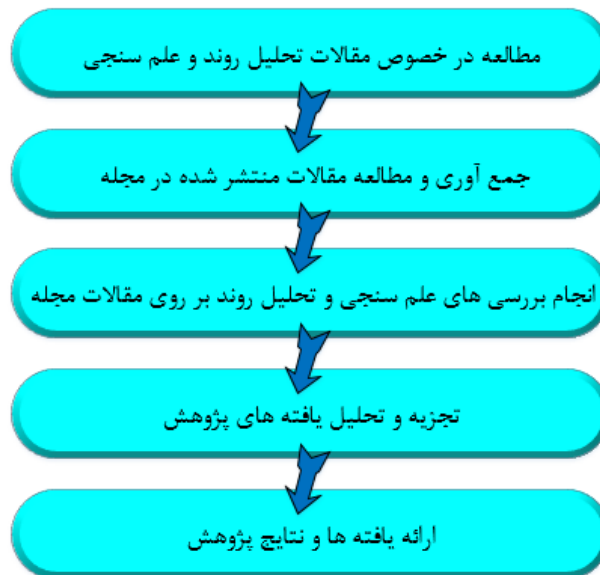 مطالعه در خصوص مقالات تحلیل روند و علم سنجی
جمع آوری و مطالعه مقالات منتشر شده در مجله
انجام بررسی های علم سنجی و تحلیل روند بر روی مقالات مجله
تجزیه و تحلیل یافته های پژوهش
ارائه یافته ها و نتایج پژوهش